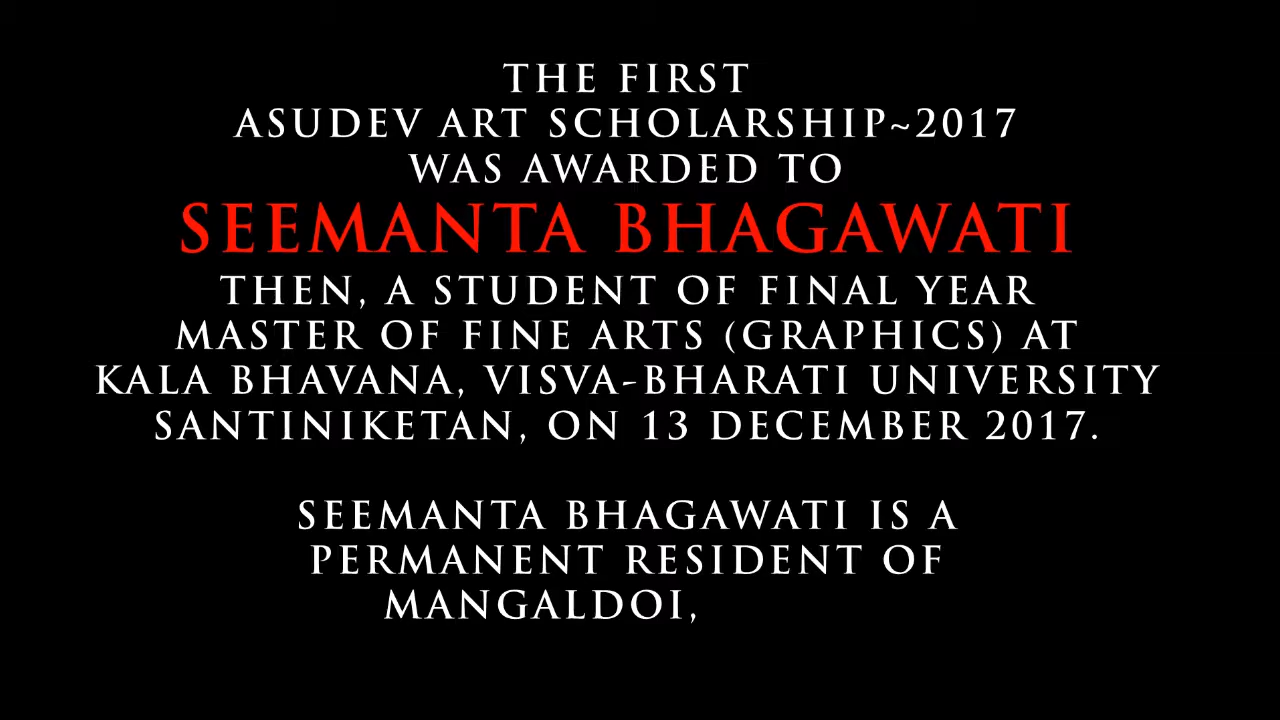 THE FIRST
ASUDEV ART SCHOLARSHIP~2017
WAS AWARDED TO
SEEMANTA BHAGAWATI
THEN, A STUDENT OF FINAL YEAR
MASTER OF FINE ARTS (GRAPHICS) AT
KALA BHAVANA, VISVA-BHARATI UNIVERSITY
SANTINIKETAN, ON 13 DECEMBER 2017.
SEEMANTA BHAGAWATI IS A
PERMANENT RESIDENT OF
MANGALDOI,